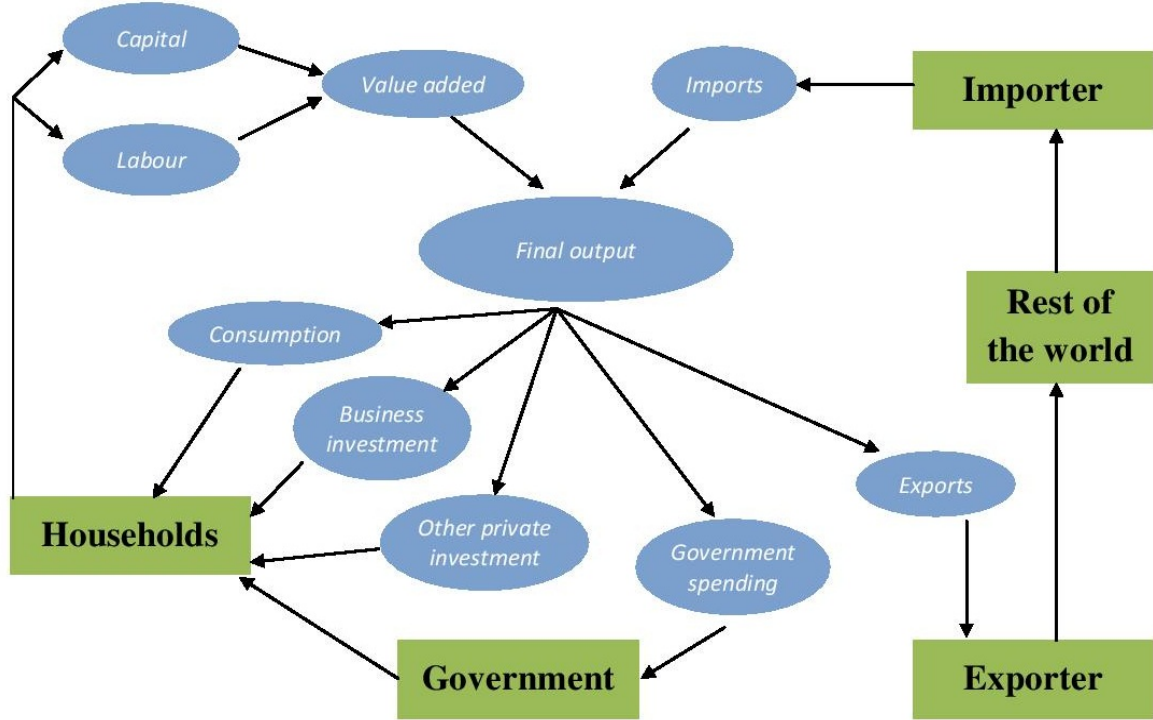 Capital
Value added
Imports
Importer
Labour
Final output
Rest of
the world
Consumption
Business
investment
Exports
Households
Other private
investment
Government
spending
Government
Exporter